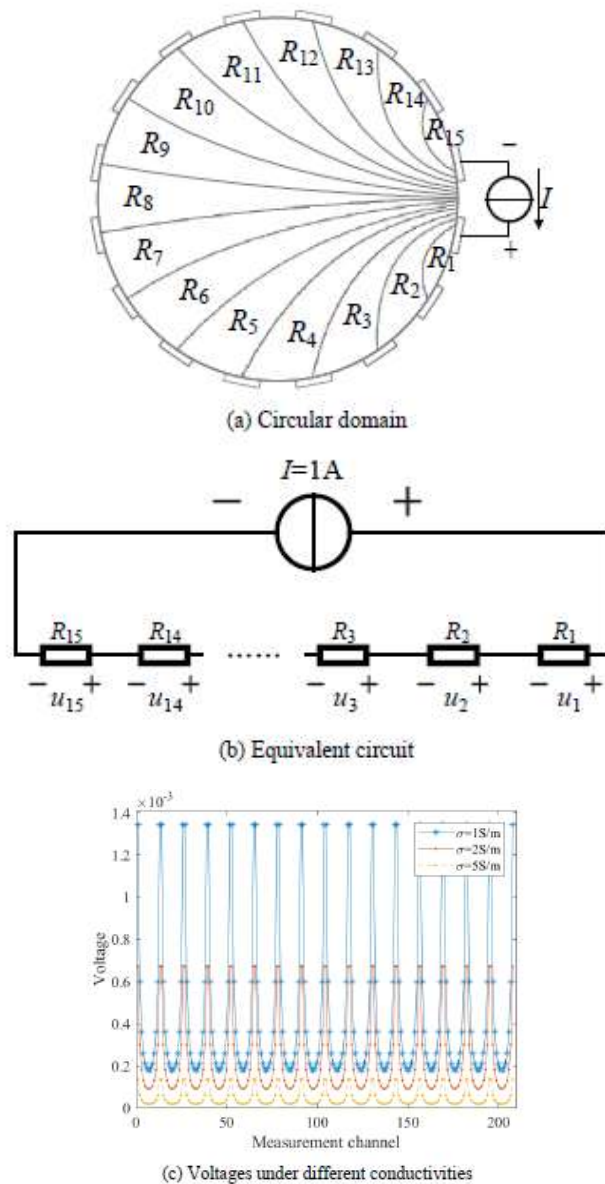 R12
R11
R13
R10
R14
R15
R9
−
R8
I
+
R7
R1
R6
R2
R5
R4
R3
(a) Circular domain
I=1A
− +
R15 R14 R3 R2 R1
− + − + ...... − + − + − +
u15 u14 u3 u2 u1
(b) Equivalent circuit
×10-3
1.4
σ=1S/m
σ=2S/m
1.2
σ=5S/m
1
0.8
Voltage
0.6
0.4
0.2
0
0 50 100 150 200
Measurement channel
(c) Voltages under different conductivities